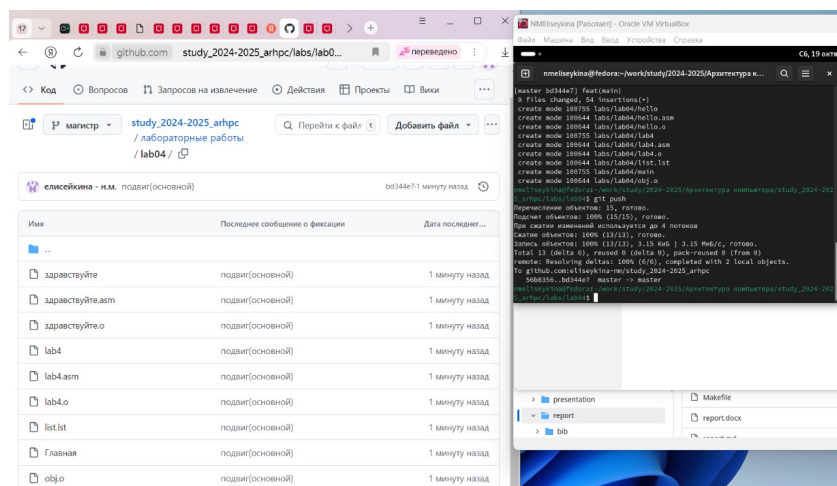 17
github.com study_2024-2025_arhpc/labs/lab0...
переведено
Код Вопросов Запросов на извлечение Действия Проекты Вики
магистр
study_2024-2025_arhpc
/ лабораторные работы
/ lab04 /
Перейти к файл t
Добавить файл
елисейкина - н.м. подвиг(основной)
bd344e7·1 минуту назад
Имя Последнее сообщение о фиксации Дата последнег...
..
здравствуйте подвиг(основной) 1 минуту назад
здравствуйте.asm подвиг(основной) 1 минуту назад
здравствуйте.о подвиг(основной) 1 минуту назад
lab4 подвиг(основной) 1 минуту назад
lab4.asm подвиг(основной) 1 минуту назад
lab4.o подвиг(основной) 1 минуту назад
list.lst подвиг(основной) 1 минуту назад
Главная подвиг(основной) 1 минуту назад
obj.o подвиг(основной) 1 минуту назад
NMEliseykina [Работает] - Oracle VM VirtualBox
Файл Машина Вид Ввод Устройства Справка
Сб, 19 октя
nmeliseykina@fedora:~/work/study/2024-2025/Архитектура к...
[master bd344e7] feat(main)
9 files changed, 54 insertions(+)
create mode 100755 labs/lab04/hello
create mode 100644 labs/lab04/hello.asm
create mode 100644 labs/lab04/hello.o
create mode 100755 labs/lab04/lab4
create mode 100644 labs/lab04/lab4.asm
create mode 100644 labs/lab04/lab4.o
create mode 100644 labs/lab04/list.lst
create mode 100755 labs/lab04/main
create mode 100644 labs/lab04/obj.o
nmeliseykina@fedora:~/work/study/2024-2025/Архитектура компьютера/study_2024-202
5_arhpc/labs/lab04$ git push
Перечисление объектов: 15, готово.
Подсчет объектов: 100% (15/15), готово.
При сжатии изменений используется до 4 потоков
Сжатие объектов: 100% (13/13), готово.
Запись объектов: 100% (13/13), 3.15 КиБ | 3.15 МиБ/с, готово.
Total 13 (delta 6), reused 0 (delta 0), pack-reused 0 (from 0)
remote: Resolving deltas: 100% (6/6), completed with 2 local objects.
To github.com:eliseykina-nm/study_2024-2025_arhpc
56b8356..bd344e7 master -> master
nmeliseykina@fedora:~/work/study/2024-2025/Архитектура компьютера/study_2024-202
5_arhpc/labs/lab04$
presentation
report
bib
Makefile
report.docx